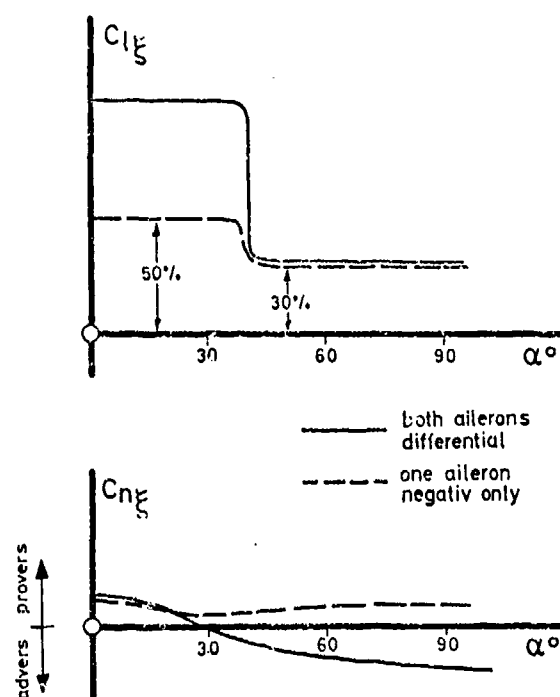 Clξ
50%
30%
30
60
90
α°
both ailerons
differential
one aileron
negativ only
Cnξ
provers
advers
30
60
90
α°